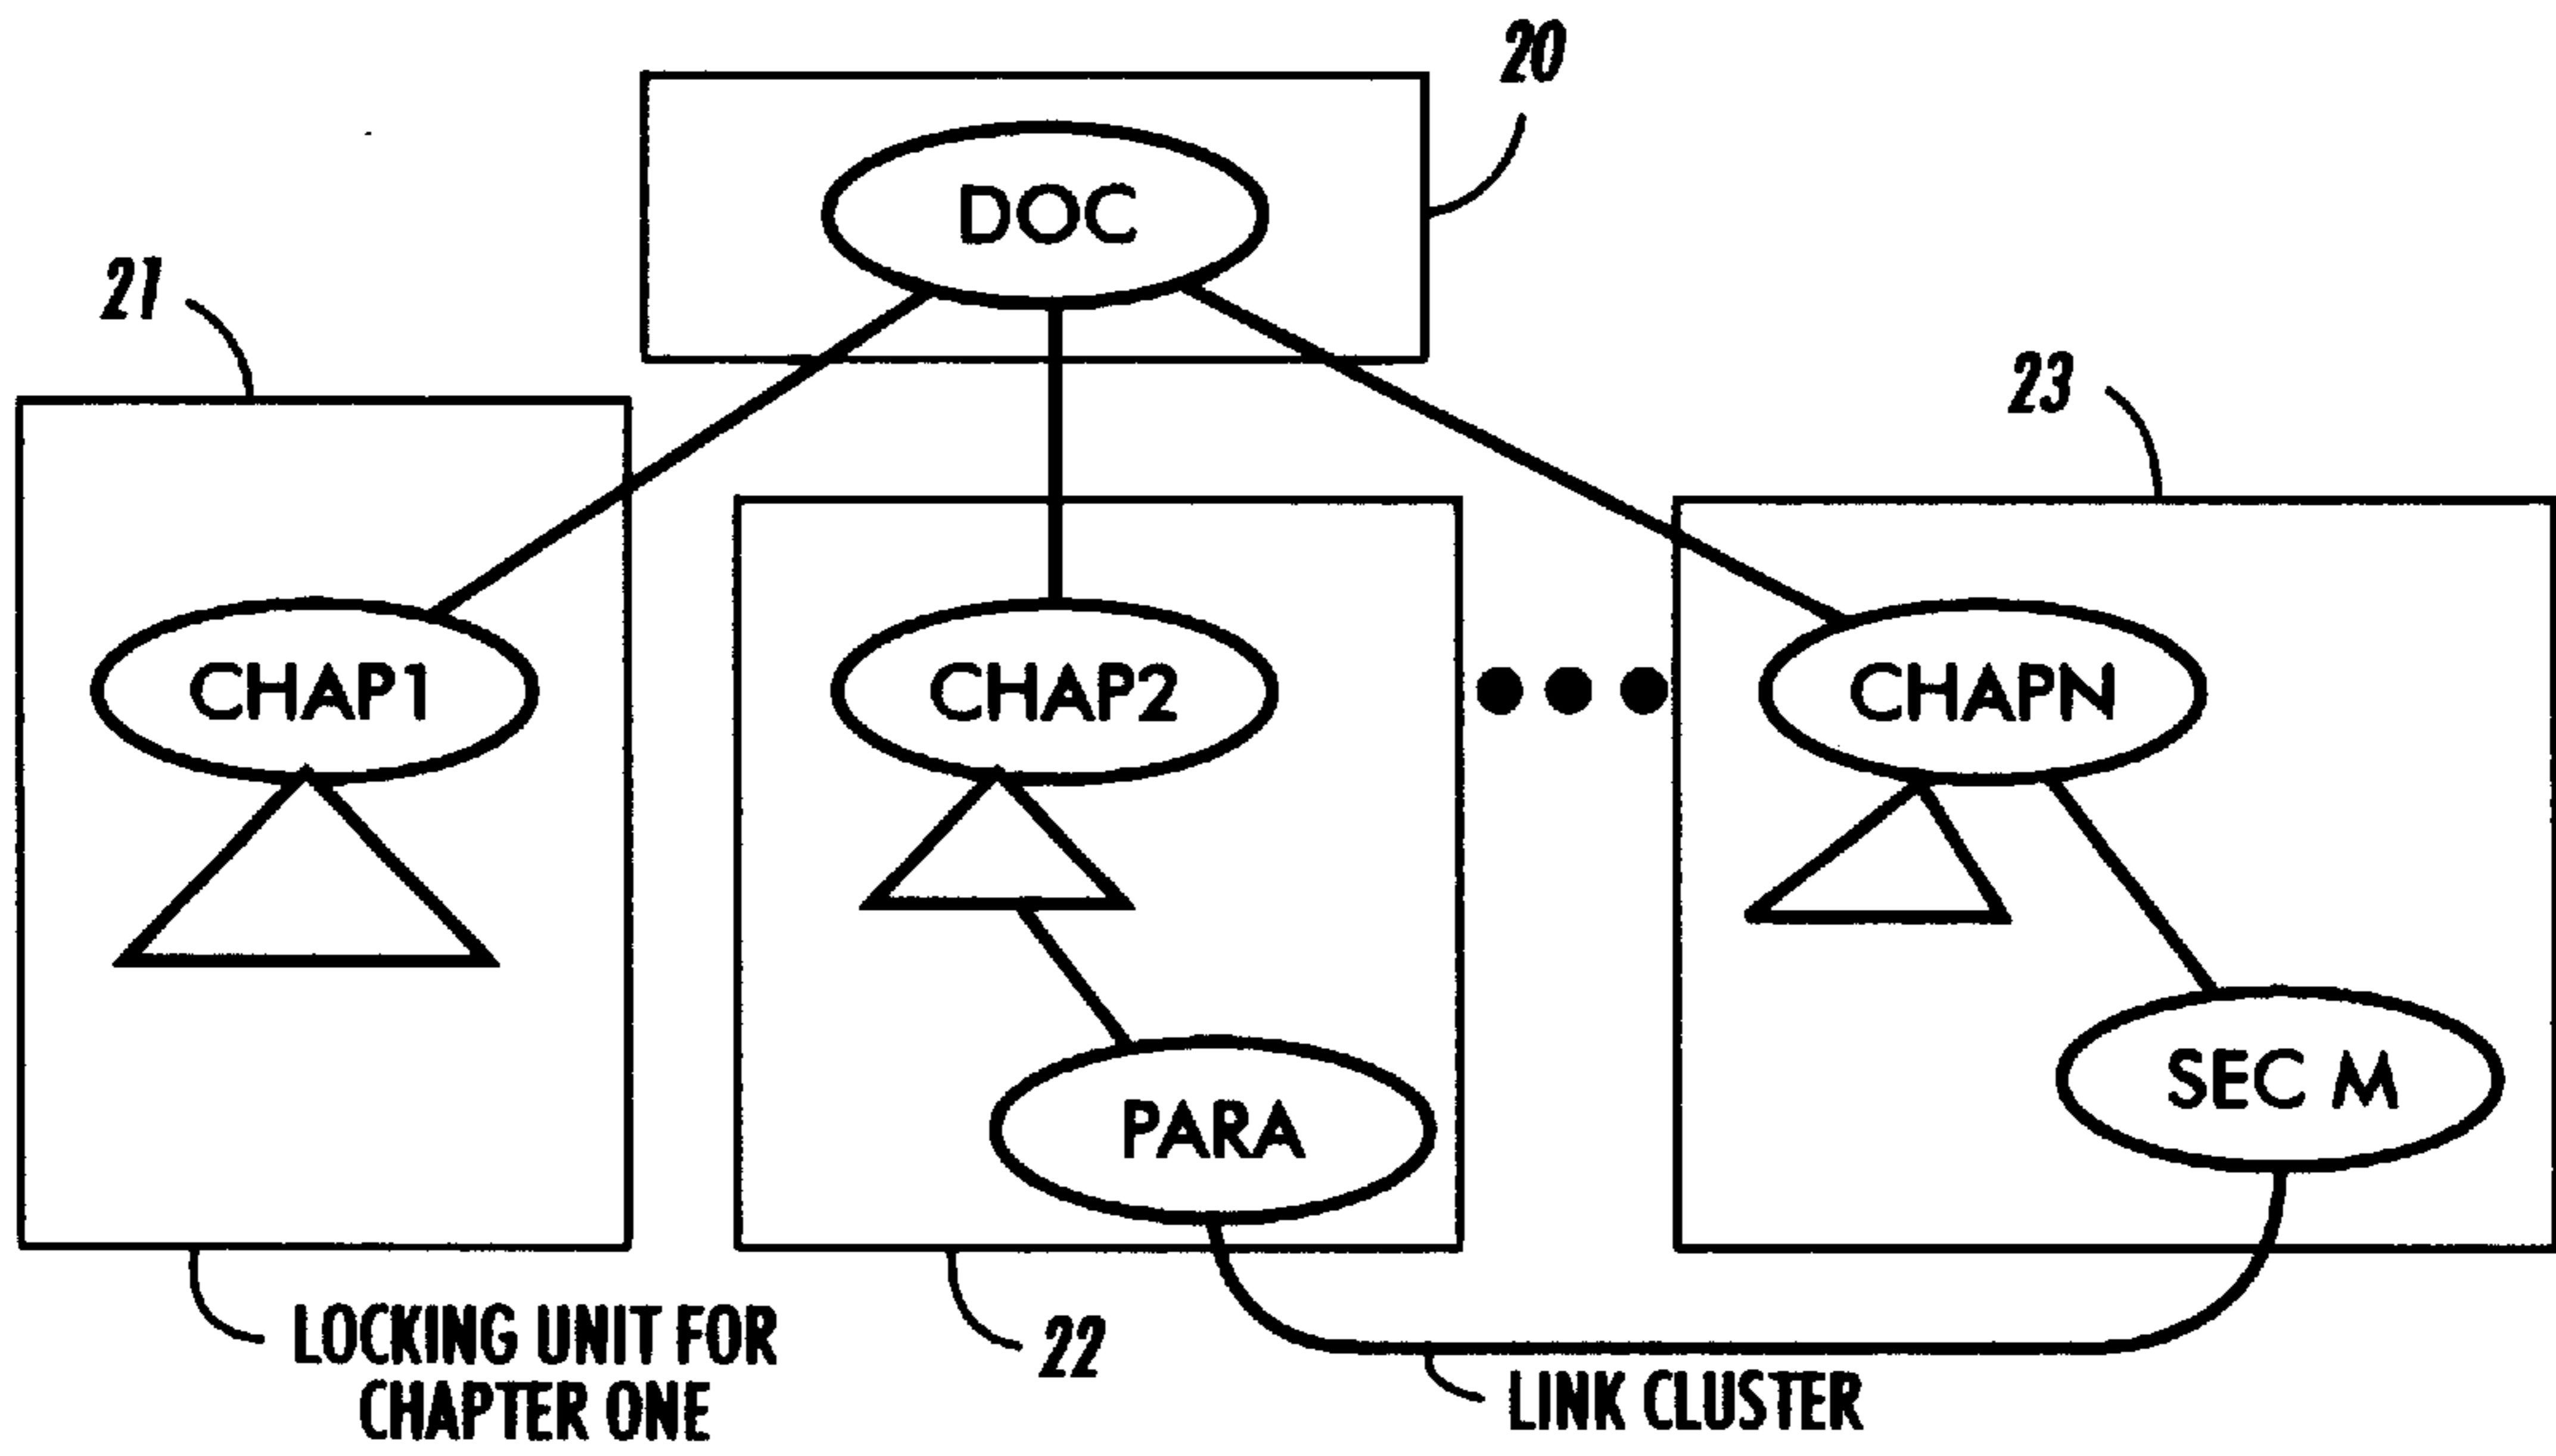 20
DOC
21
23
CHAP1
CHAP2
CHAPN
SEC M
PARA
LOCKING UNIT FOR
CHAPTER ONE
22
LINK CLUSTER